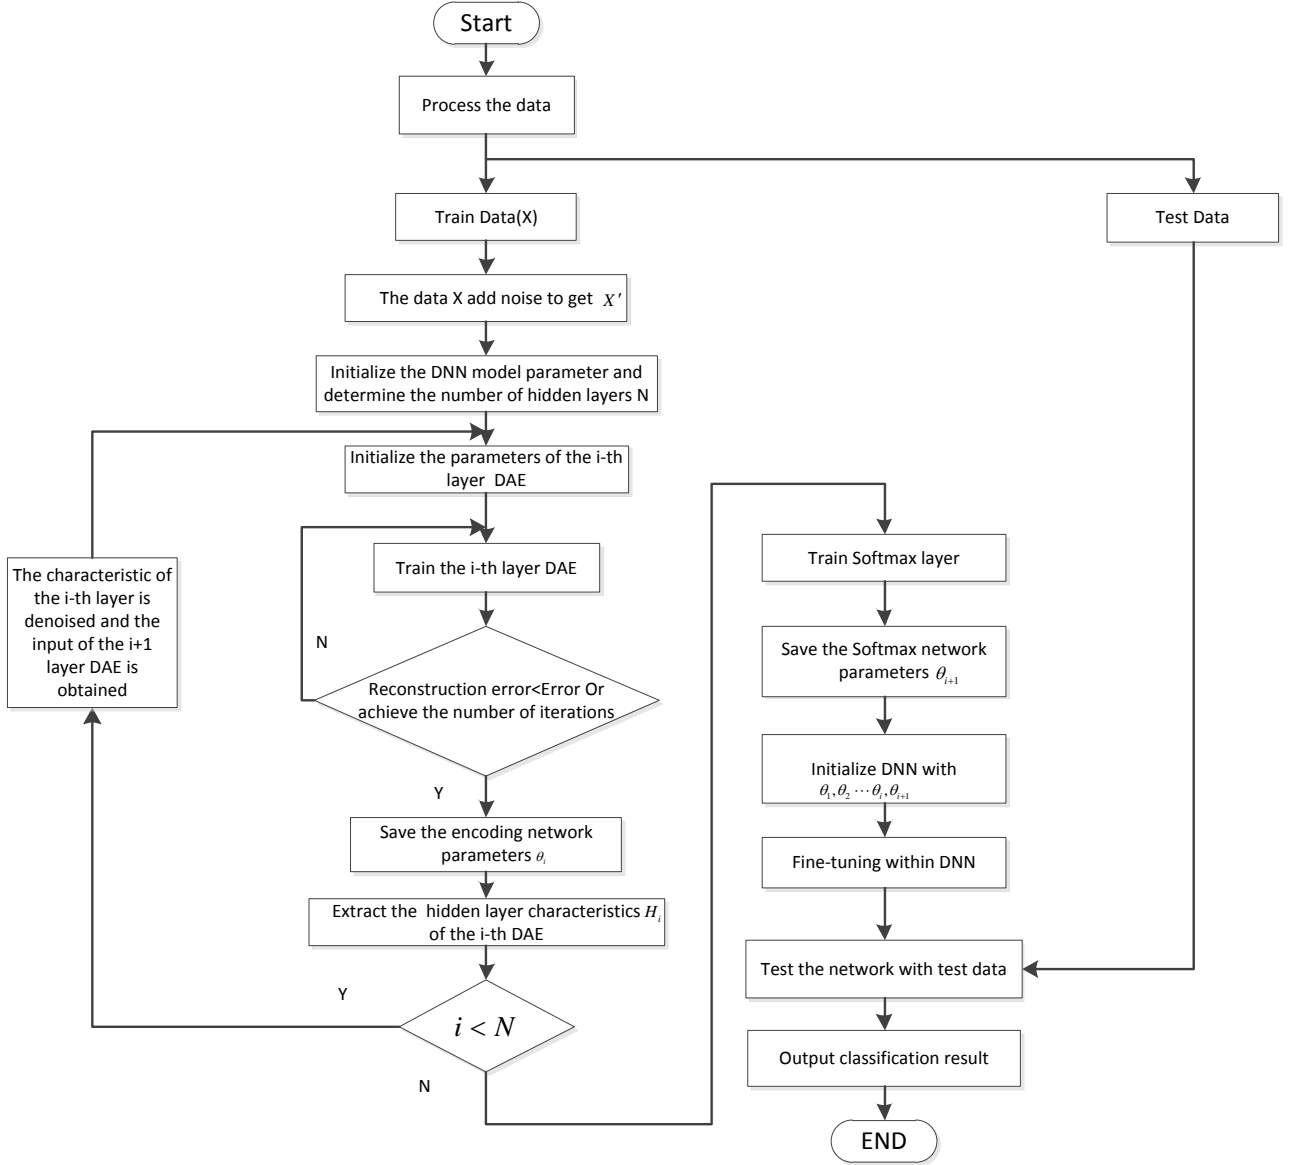 Start
Process the data
Train Data(X)
Test Data
The data X add noise to get X′
Initialize the DNN model parameter and
determine the number of hidden layers N
Initialize the parameters of the i-th
layer DAE
Train the i-th layer DAE
N
Reconstruction error<Error Or
achieve the number of iterations
Y
Save the encoding network
parameters θi
Extract the hidden layer characteristics Hi
of the i-th DAE
Y
i < N
N
The characteristic of
the i-th layer is
denoised and the
input of the i+1
layer DAE is
obtained
Train Softmax layer
Save the Softmax network
parameters θi+1
Initialize DNN with
θ1,θ2 ⋯θi,θi+1
Fine-tuning within DNN
Test the network with test data
Output classification result
END